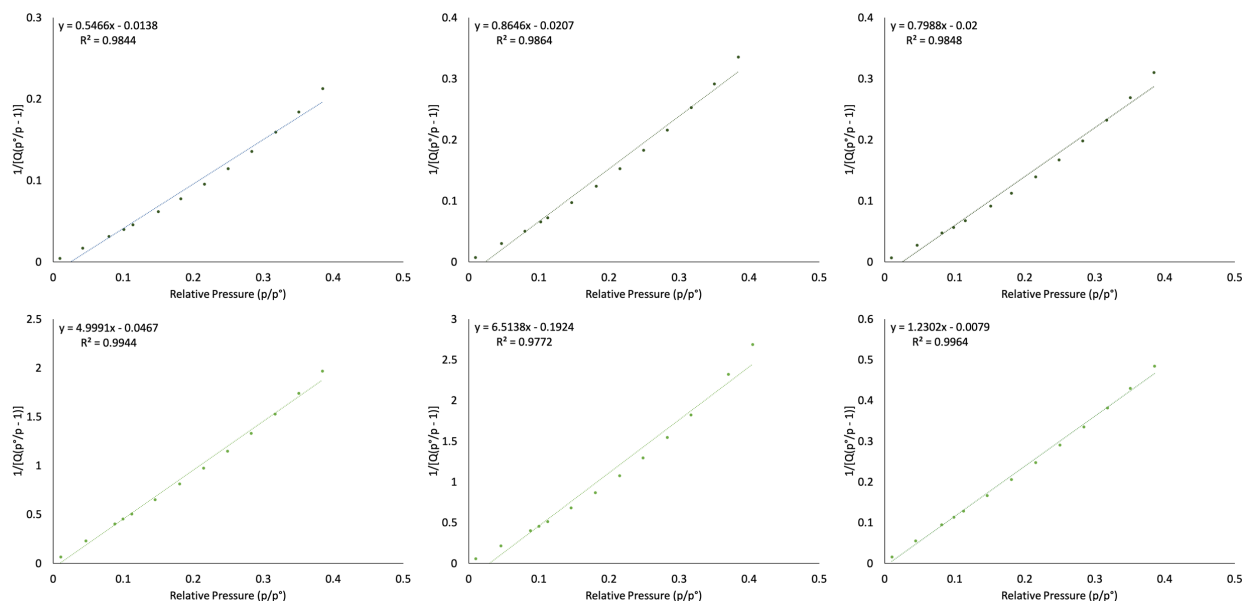 0.3
y = 0.5466x - 0.0138
R² = 0.9844
0.2
0.1
0
1/[Q(p°/p - 1)]
0
0.1
0.2
0.3
0.4
0.5
Relative Pressure (p/p°)
0.4
y = 0.8646x - 0.0207
R² = 0.9864
0.3
0.2
0.1
0
1/[Q(p°/p - 1)]
0
0.1
0.2
0.3
0.4
0.5
Relative Pressure (p/p°)
0.4
y = 0.7988x - 0.02
R² = 0.9848
0.3
0.2
0.1
0
1/[Q(p°/p - 1)]
0
0.1
0.2
0.3
0.4
0.5
Relative Pressure (p/p°)
2.5
y = 4.9991x - 0.0467
R² = 0.9944
2
1.5
1
0.5
0
1/[Q(p°/p - 1)]
0
0.1
0.2
0.3
0.4
0.5
Relative Pressure (p/p°)
3
y = 6.5138x - 0.1924
R² = 0.9772
2.5
2
1.5
1
0.5
0
1/[Q(p°/p - 1)]
0
0.1
0.2
0.3
0.4
0.5
Relative Pressure (p/p°)
0.6
y = 1.2302x - 0.0079
R² = 0.9964
0.5
0.4
0.3
0.2
0.1
0
1/[Q(p°/p - 1)]
0
0.1
0.2
0.3
0.4
0.5
Relative Pressure (p/p°)